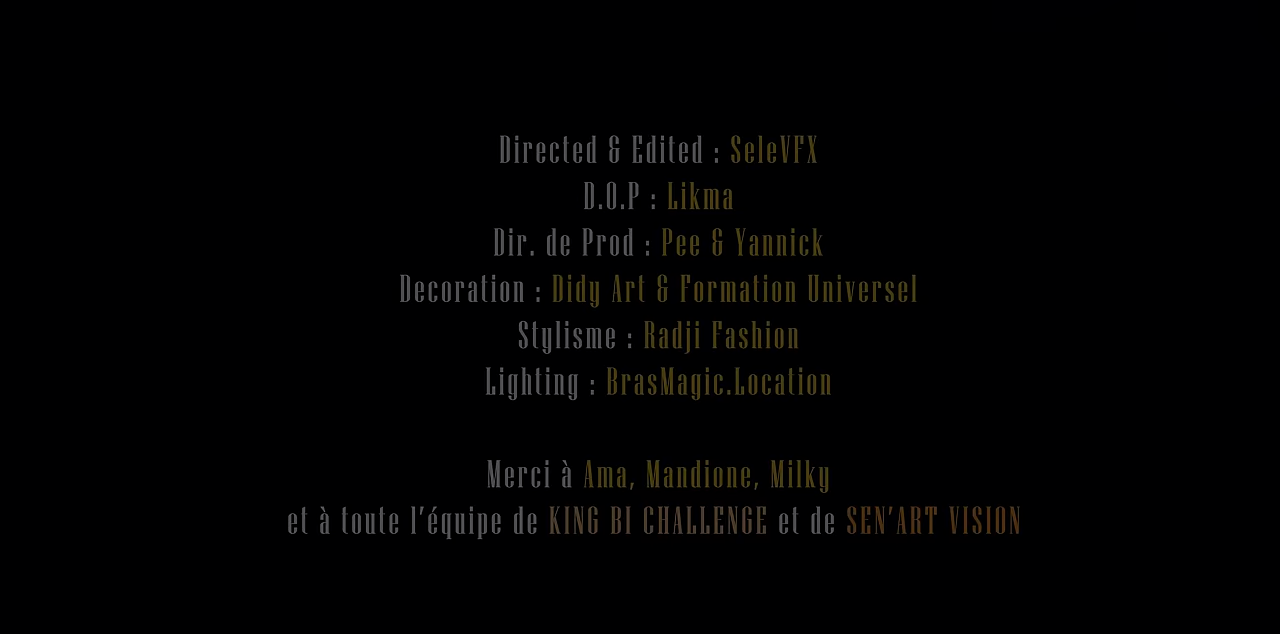 Directed & Edited : SeleVFX
D.O.P : Likma
Dir. de Prod : Pee & Yannick
Decoration : Didy Art & Formation Universel
Stylisme : Radji Fashion
Lighting : BrasMagic.Location
Merci à Ama, Mandione, Milky
et à toute l'équipe de KING BI CHALLENGE et de SEN'ART VISION